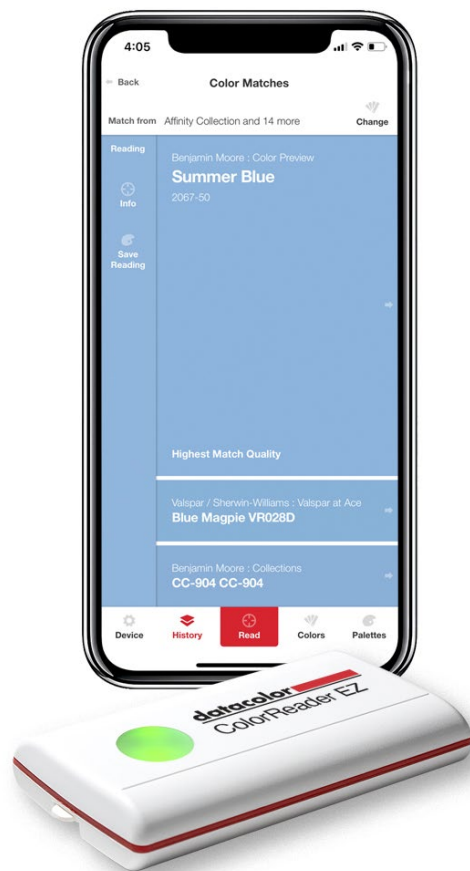 4:05
Back
Color Matches
Match from Affinity Collection and 14 more
Change
Reading
Info
Save
Reading
Benjamin Moore : Color Preview
Summer Blue
2067-50
Highest Match Quality
Valspar / Sherwin-Williams : Valspar at Ace
Blue Magpie VR028D
Benjamin Moore : Collections
CC-904 CC-904
Device History Read Colors Palettes
datacolor
ColorReader EZ